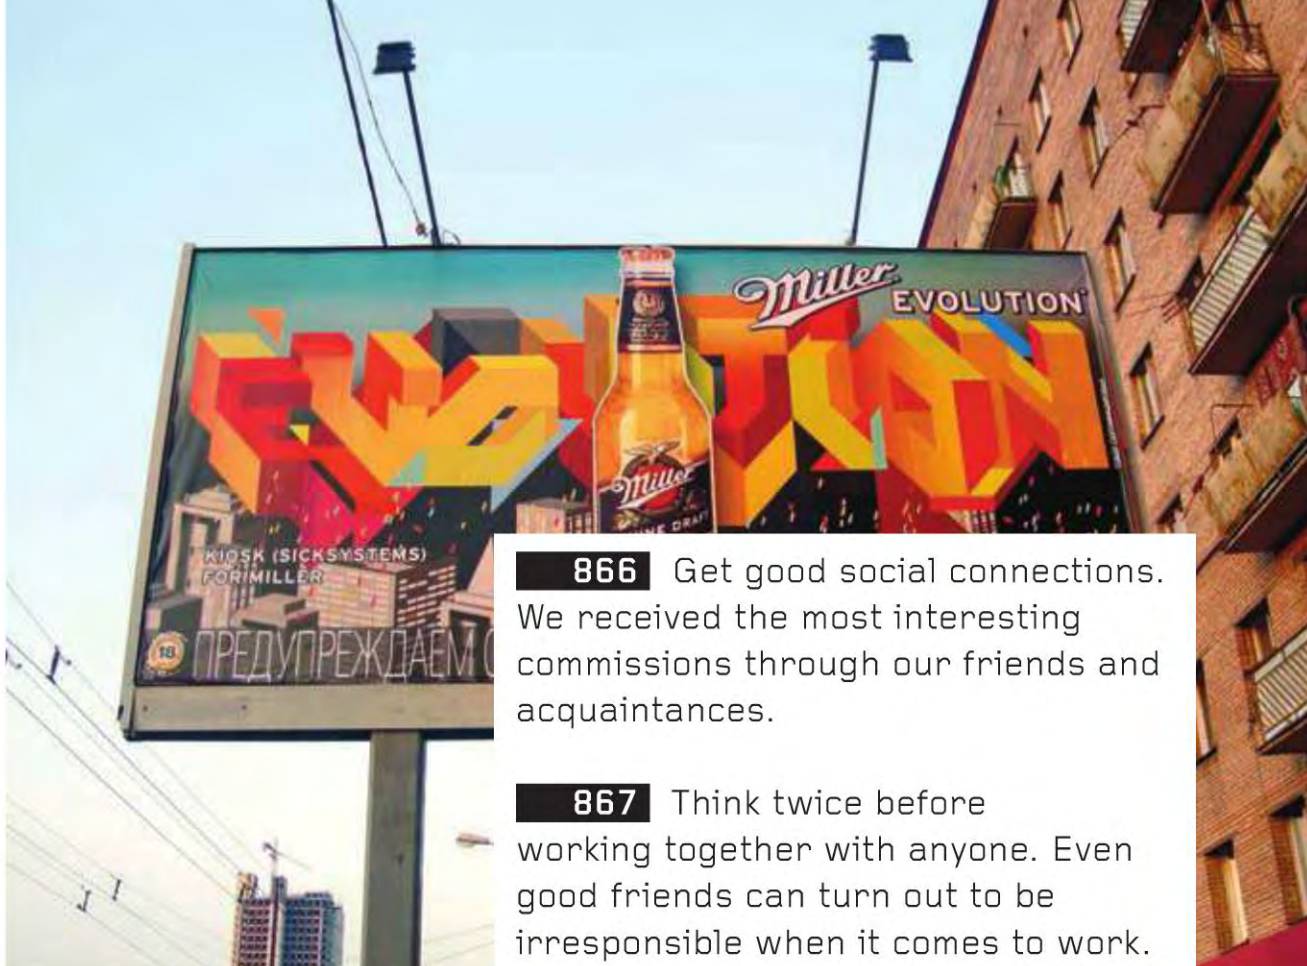 Miller
EVOLUTION
EVOLUTION
Miller
GENUINE DRAFT
KIOSK (SICKSYSTEMS)
FOR MILLER
18
ПРЕДУПРЕЖДАЕМ
866 Get good social connections.
We received the most interesting
commissions through our friends and
acquaintances.
867 Think twice before
working together with anyone. Even
good friends can turn out to be
irresponsible when it comes to work.